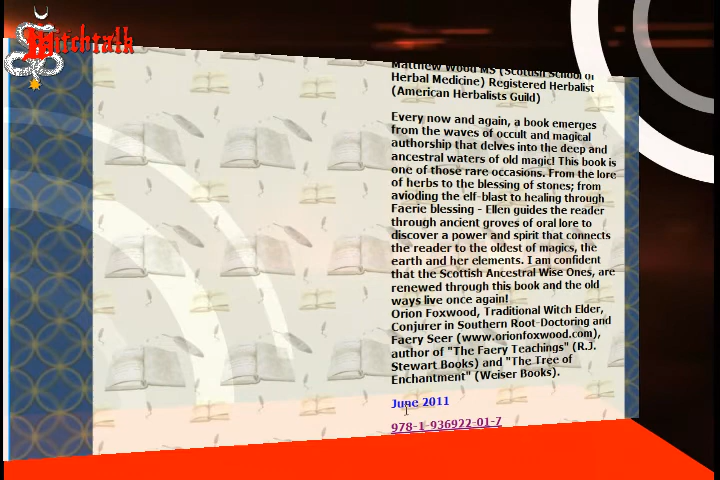 Witchtalk
Matthew Wood MS (Scottish School of
Herbal Medicine) Registered Herbalist
(American Herbalists Guild)
Every now and again, a book emerges
from the waves of occult and magical
authorship that delves into the deep and
ancestral waters of old magic! This book is
one of those rare occasions. From the lore
of herbs to the blessing of stones; from
avioding the elf-blast to healing through
Faerie blessing - Ellen guides the reader
through ancient groves of oral lore to
discover a power and spirit that connects
the reader to the oldest of magics, the
earth and her elements. I am confident
that the Scottish Ancestral Wise Ones, are
renewed through this book and the old
ways live once again!
Orion Foxwood, Traditional Witch Elder,
Conjurer in Southern Root-Doctoring and
Faery Seer (www.orionfoxwood.com),
author of "The Faery Teachings" (R.J.
Stewart Books) and "The Tree of
Enchantment" (Weiser Books).
June 2011
978-1-936922-01-7